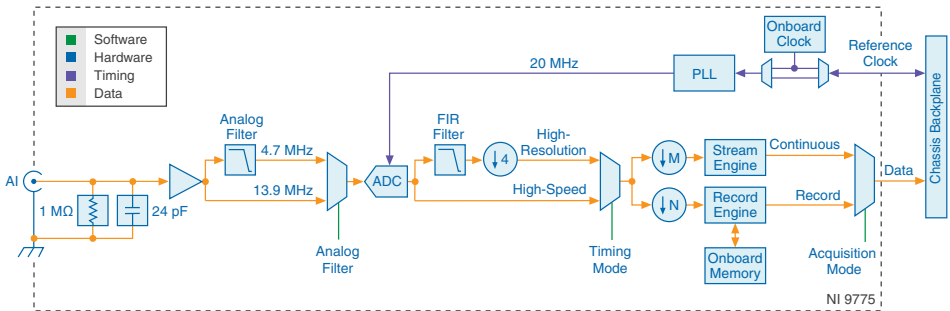 Software
Hardware
Timing
Data
Onboard
Clock
Reference
Clock
20 MHz
PLL
Chassis Backplane
Analog
Filter
4.7 MHz
13.9 MHz
FIR
Filter
High-
Resolution
4
High-Speed
ADC
AI
1 MΩ
24 pF
M
Stream
Engine
Continuous
N
Record
Engine
Record
Data
Onboard
Memory
Analog
Filter
Timing
Mode
Acquisition
Mode
NI 9775